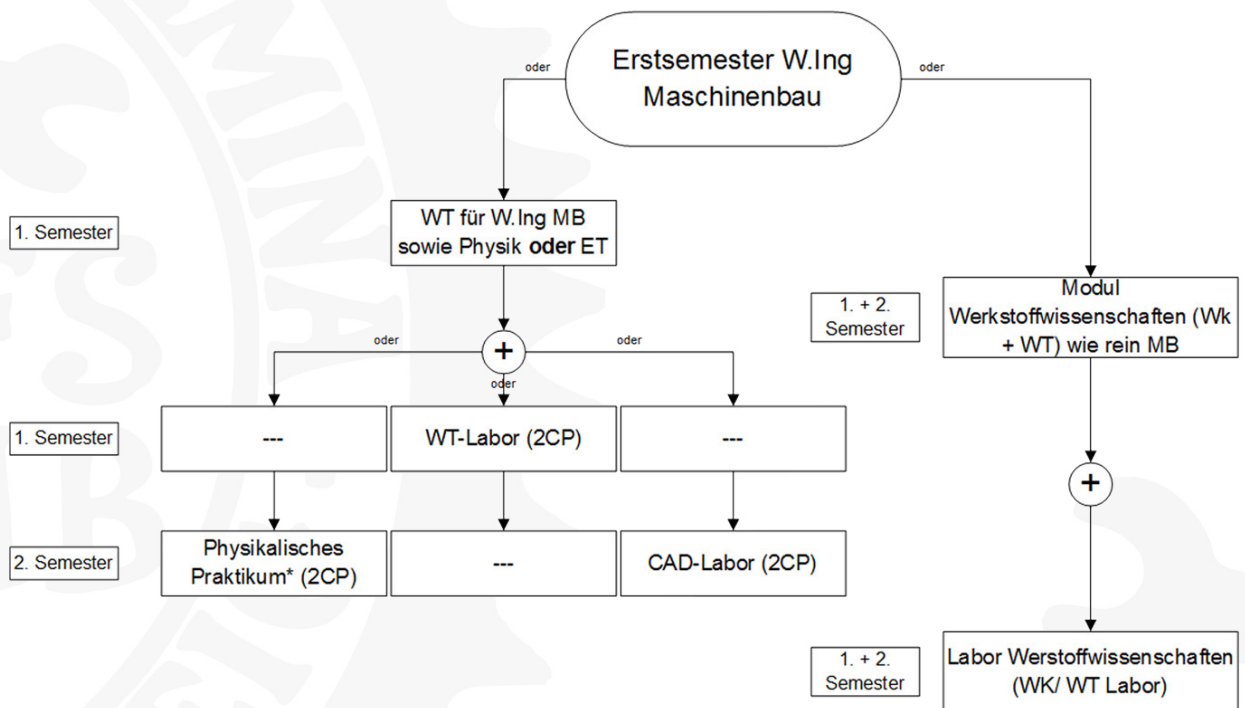 oder
Erstsemester W.Ing
Maschinenbau
oder
1. Semester
WT für W.Ing MB
sowie Physik oder ET
1. + 2.
Semester
Modul
Werkstoffwissenschaften (Wk
+ WT) wie rein MB
oder
+
oder
oder
1. Semester
---
WT-Labor (2CP)
---
+
2. Semester
Physikalisches
Praktikum* (2CP)
---
CAD-Labor (2CP)
1. + 2.
Semester
Labor Werstoffwissenschaften
(WK/ WT Labor)